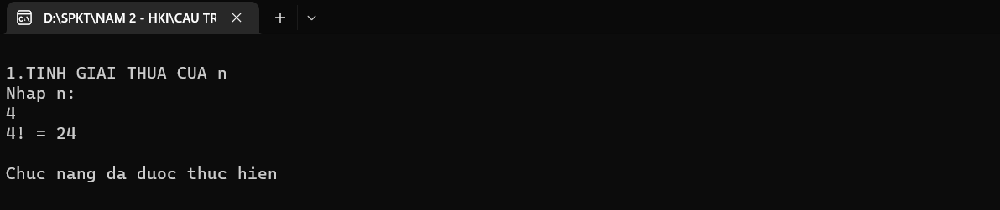 D:\SPKT\NAM 2 - HKI\CAU TR
1.TINH GIAI THUA CUA n
Nhap n:
4
4! = 24
Chuc nang da duoc thuc hien